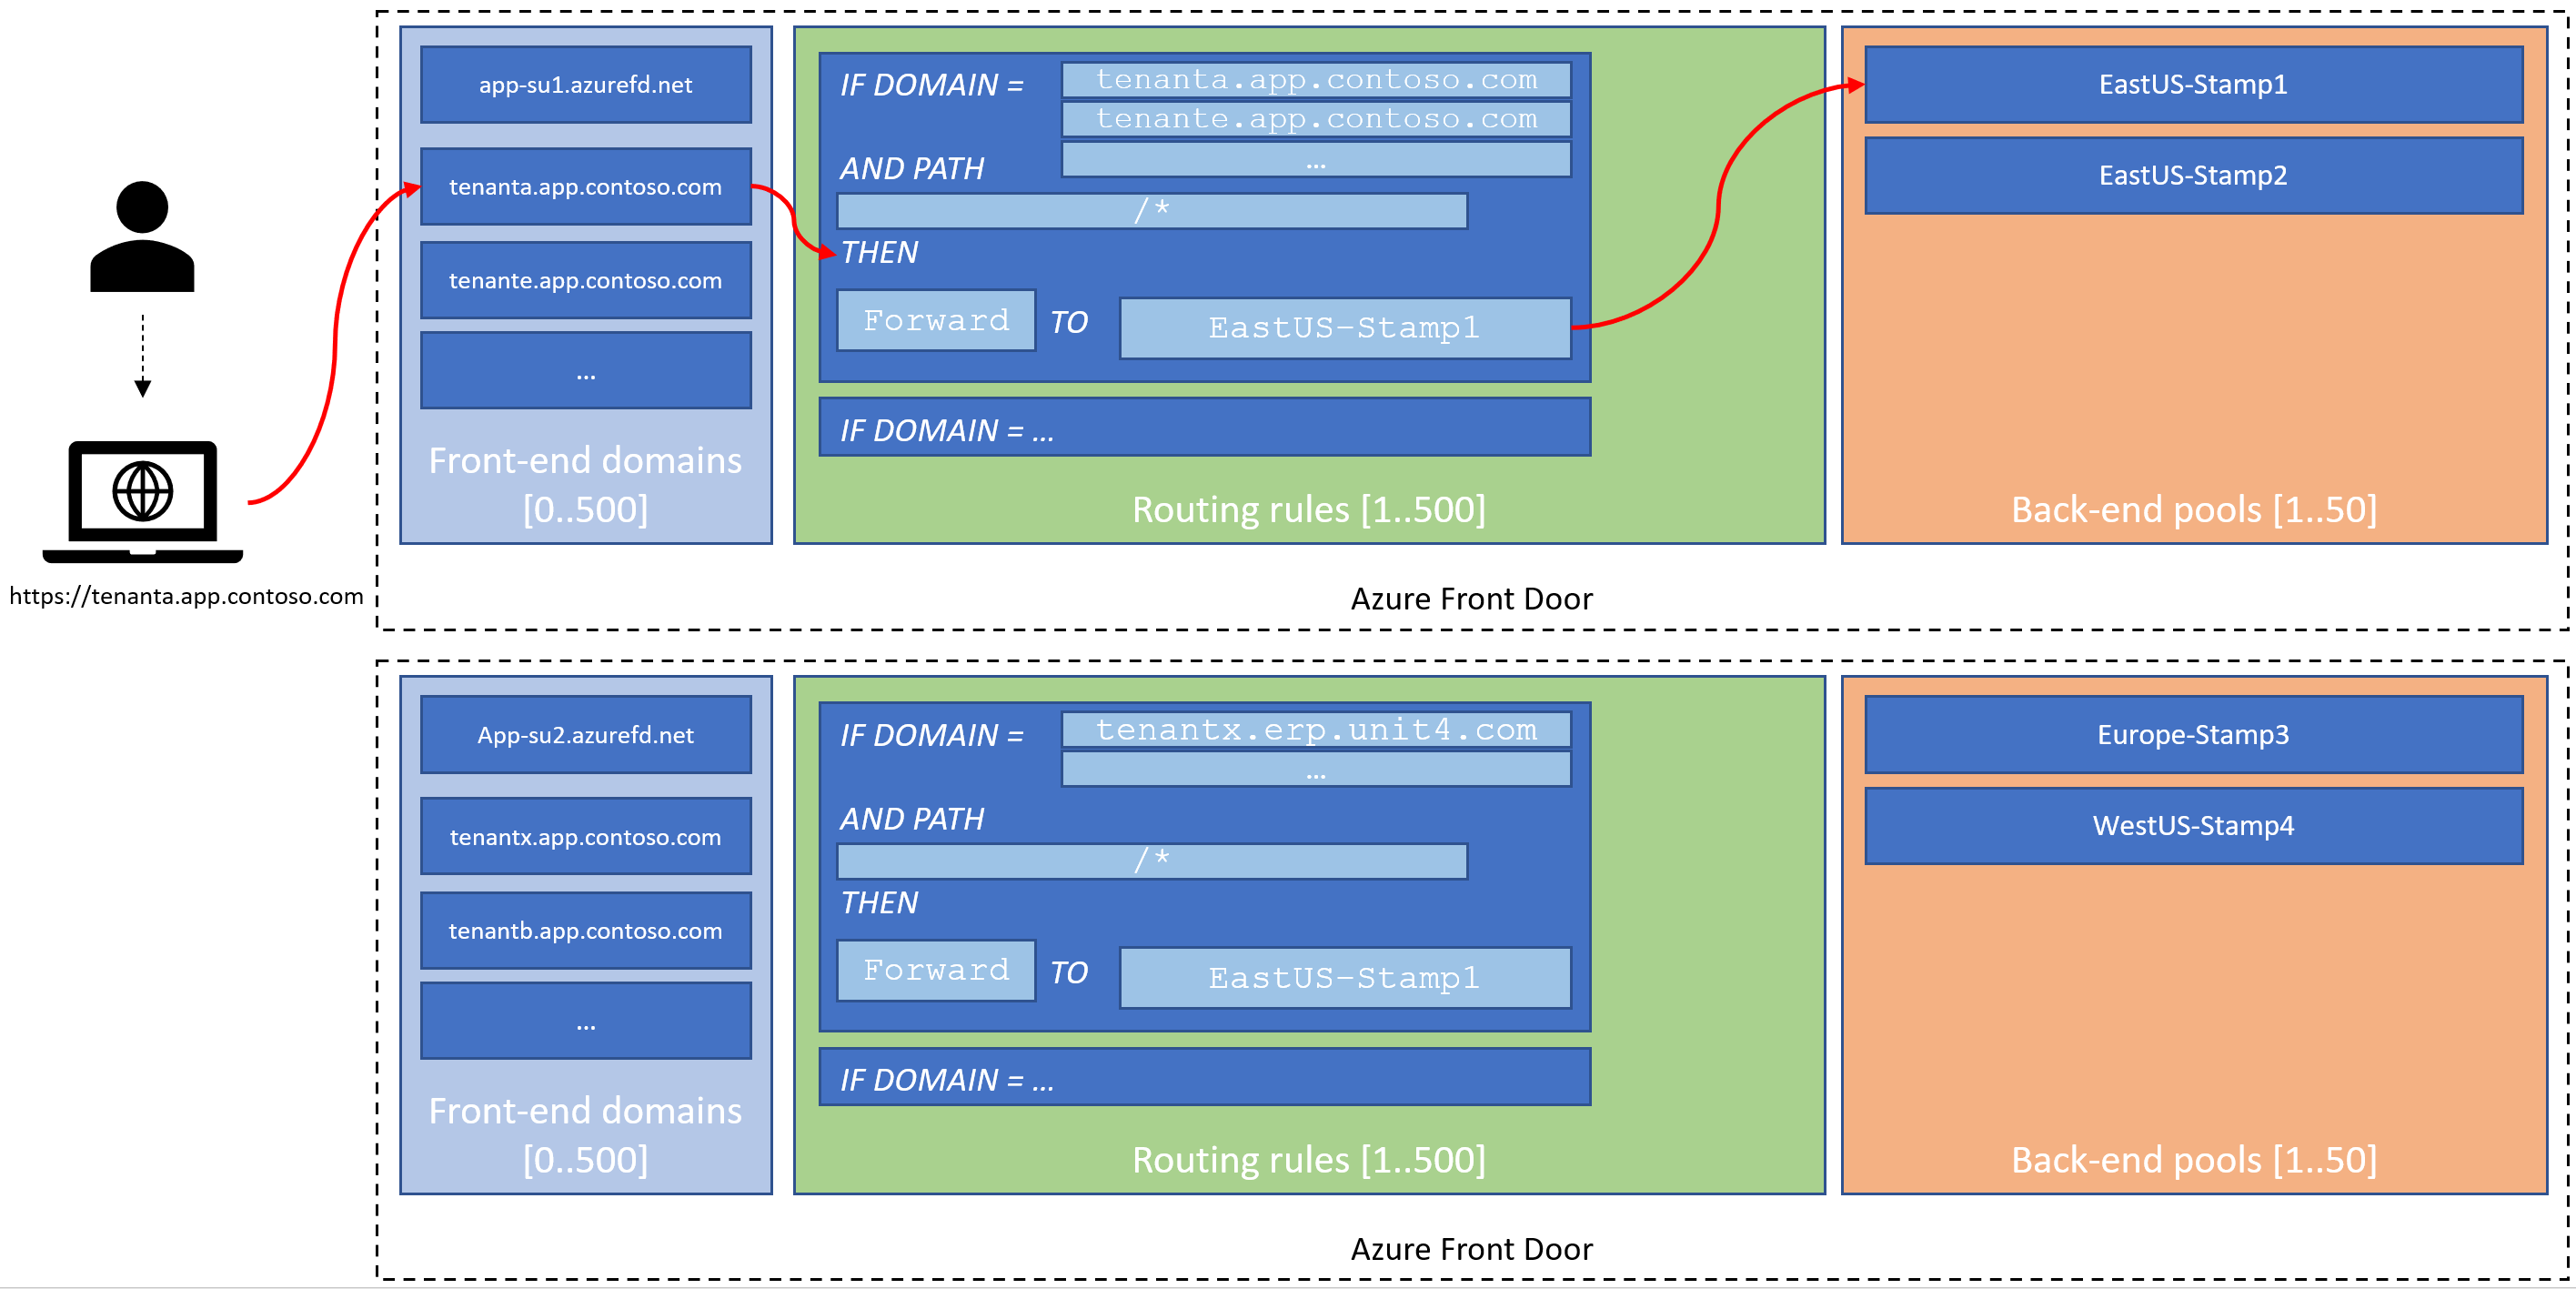 https://tenanta.app.contoso.com
app-su1.azurefd.net
tenanta.app.contoso.com
tenante.app.contoso.com
...
Front-end domains
[0..500]
IF DOMAIN =
tenanta.app.contoso.com
tenante.app.contoso.com
...
AND PATH
/*
THEN
Forward TO EastUS-Stamp1
IF DOMAIN = ...
Routing rules [1..500]
EastUS-Stamp1
EastUS-Stamp2
Back-end pools [1..50]
Azure Front Door
App-su2.azurefd.net
tenantx.app.contoso.com
tenantb.app.contoso.com
...
Front-end domains
[0..500]
IF DOMAIN =
tenantx.erp.unit4.com
...
AND PATH
/*
THEN
Forward TO EastUS-Stamp1
IF DOMAIN = ...
Routing rules [1..500]
Europe-Stamp3
WestUS-Stamp4
Back-end pools [1..50]
Azure Front Door